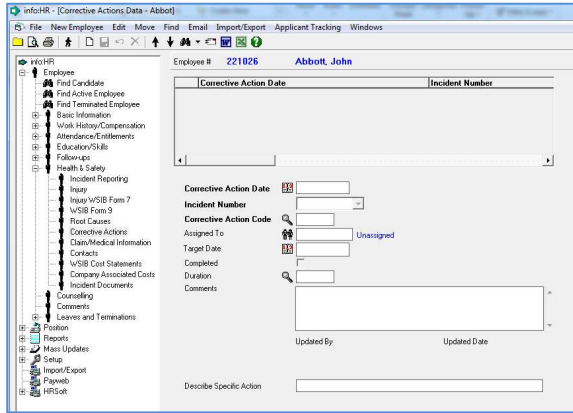 info:HR - [Corrective Actions Data - Abbot]
File New Employee Edit Move Find Email Import/Export Applicant Tracking Windows
info:HR
Employee
Find Candidate
Find Active Employee
Find Terminated Employee
Basic Information
Work History/Compensation
Attendance/Entitlements
Education/Skills
Follow-ups
Health & Safety
Incident Reporting
Injury
Injury WSIB Form 7
WSIB Form 9
Root Causes
Corrective Actions
Claim/Medical Information
Contacts
WSIB Cost Statements
Company Associated Costs
Incident Documents
Counselling
Comments
Leaves and Terminations
Position
Reports
Mass Updates
Setup
Import/Export
Payweb
HRSoft
Employee # 221026 Abbott, John
Corrective Action Date Incident Number
Corrective Action Date
Incident Number
Corrective Action Code
Assigned To Unassigned
Target Date
Completed
Duration
Comments
Updated By Updated Date
Describe Specific Action